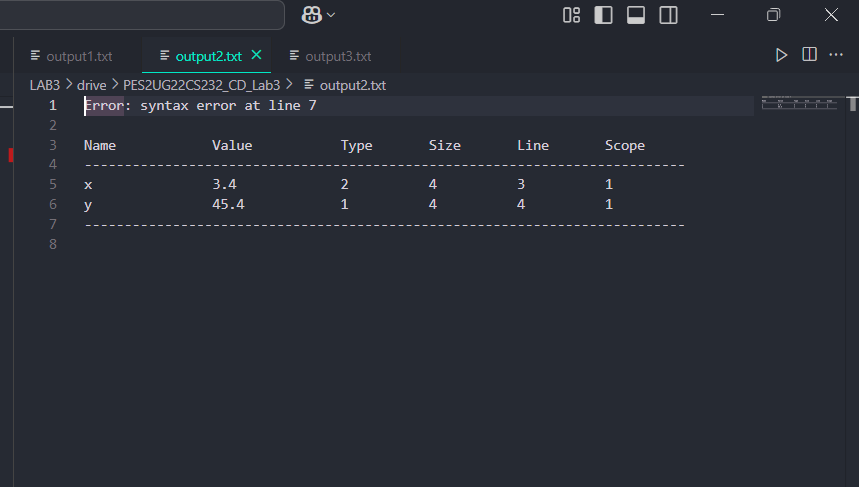 output1.txt output2.txt output3.txt
LAB3 > drive > PES2UG22CS232_CD_Lab3 > output2.txt
1 Error: syntax error at line 7
2
3 Name Value Type Size Line Scope
4 ---------------------------------------------------------------------------
5 x 3.4 2 4 3 1
6 y 45.4 1 4 4 1
7 ---------------------------------------------------------------------------
8